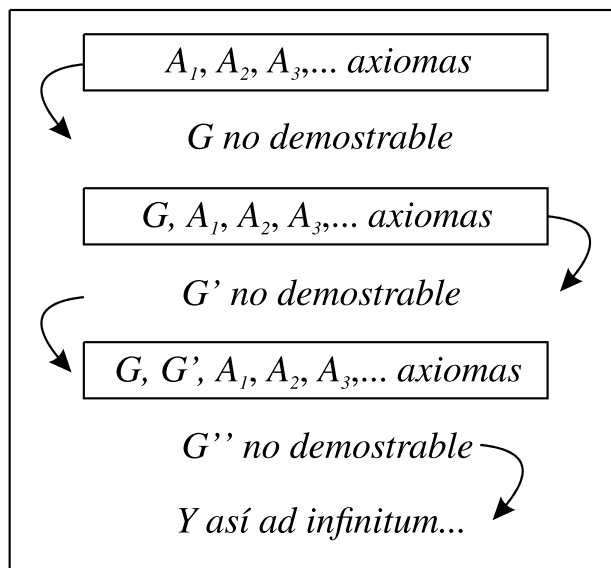 A₁, A₂, A₃,... axiomas
G no demostrable
G, A₁, A₂, A₃,... axiomas
G’ no demostrable
G, G’, A₁, A₂, A₃,... axiomas
G’’ no demostrable
Y así ad infinitum...